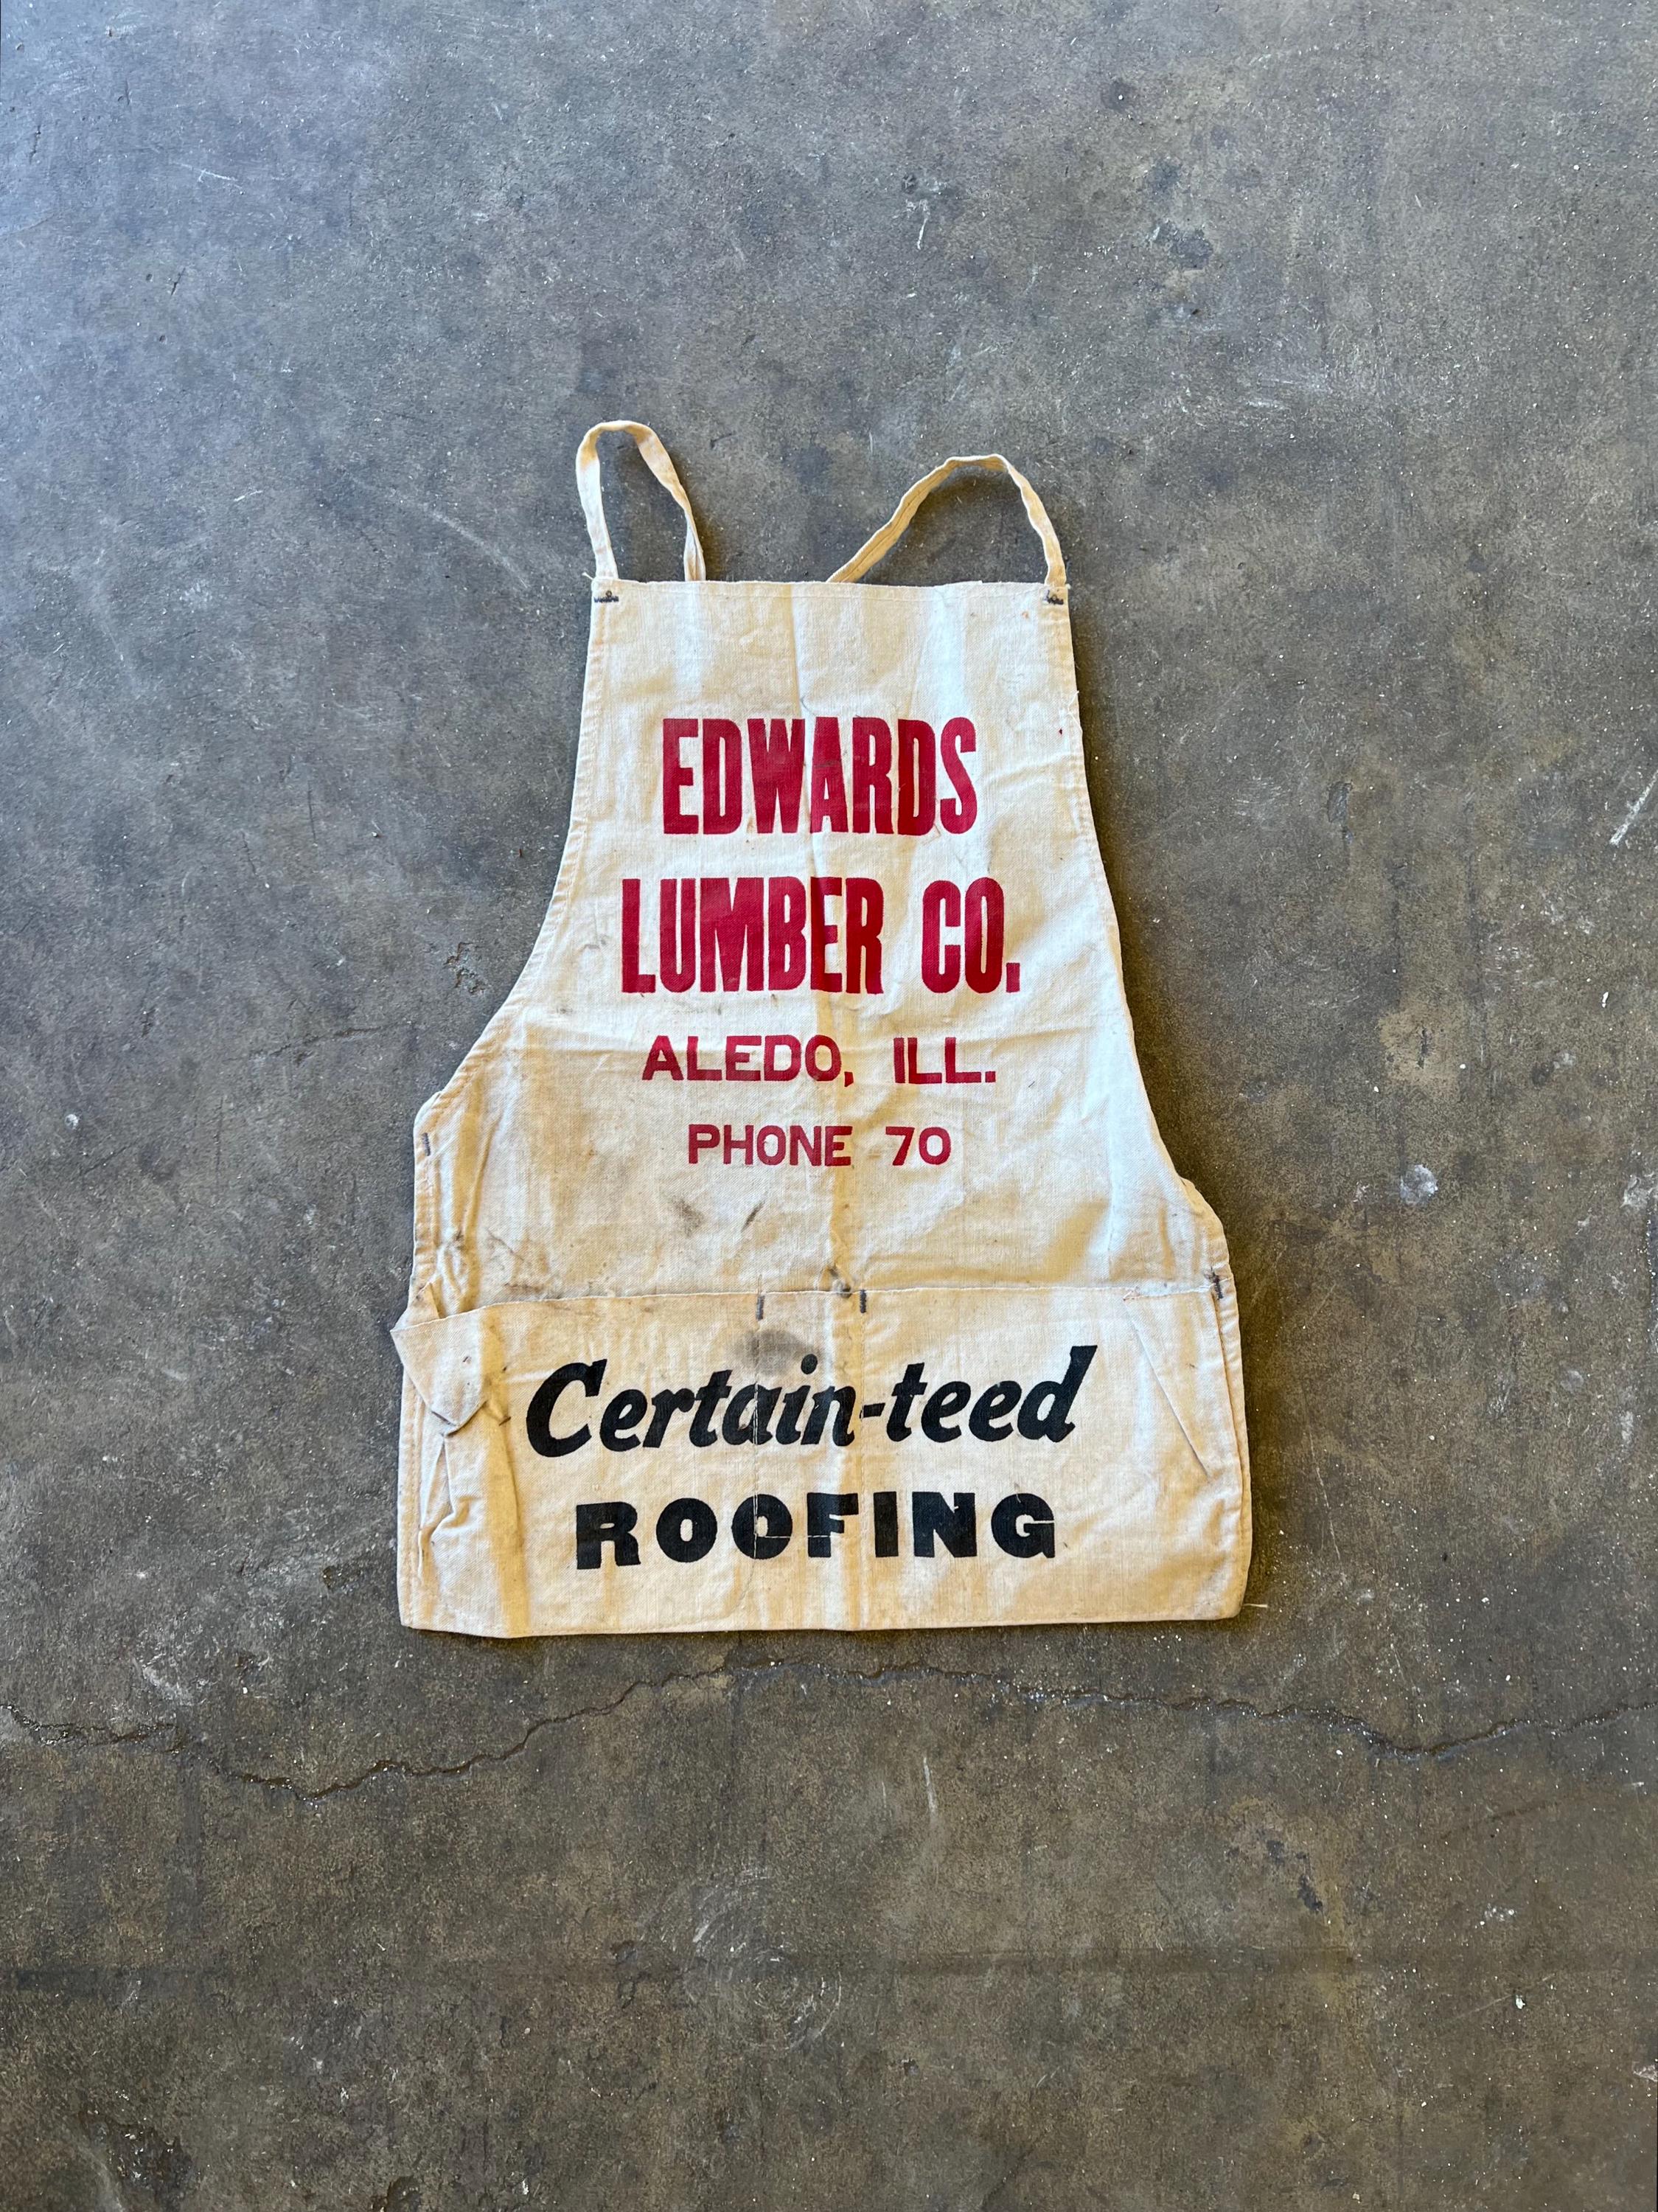 EDWARDS
LUMBER CO.
ALEDO, ILL.
PHONE 70
Certain-teed
ROOFING